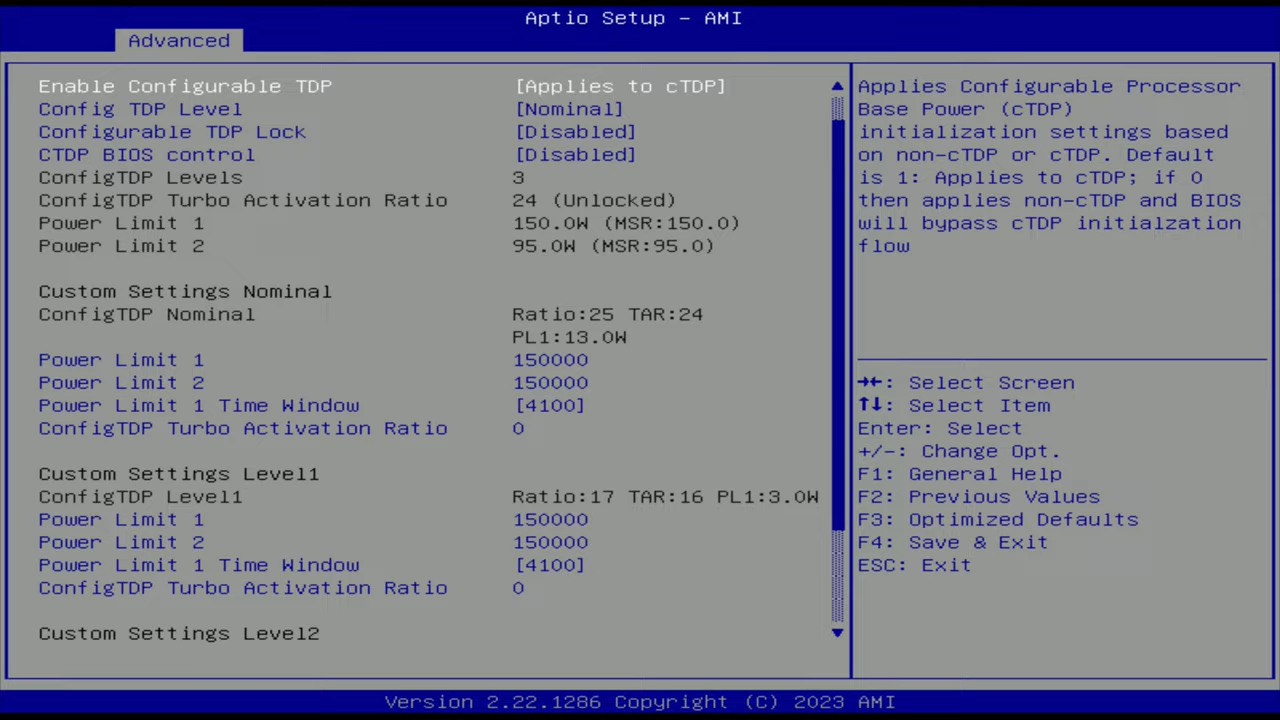 Aptio Setup – AMI
Advanced
Enable Configurable TDP [Applies to cTDP]
Config TDP Level [Nominal]
Configurable TDP Lock [Disabled]
CTDP BIOS control [Disabled]
ConfigTDP Levels 3
ConfigTDP Turbo Activation Ratio 24 (Unlocked)
Power Limit 1 150.0W (MSR:150.0)
Power Limit 2 95.0W (MSR:95.0)
Custom Settings Nominal
ConfigTDP Nominal Ratio:25 TAR:24
PL1:13.0W
Power Limit 1 150000
Power Limit 2 150000
Power Limit 1 Time Window [4100]
ConfigTDP Turbo Activation Ratio 0
Custom Settings Level1
ConfigTDP Level1 Ratio:17 TAR:16 PL1:3.0W
Power Limit 1 150000
Power Limit 2 150000
Power Limit 1 Time Window [4100]
ConfigTDP Turbo Activation Ratio 0
Custom Settings Level2
Applies Configurable Processor
Base Power (cTDP)
initialization settings based
on non-cTDP or cTDP. Default
is 1: Applies to cTDP; if 0
then applies non-cTDP and BIOS
will bypass cTDP initialzation
flow
→←: Select Screen
↑↓: Select Item
Enter: Select
+/-: Change Opt.
F1: General Help
F2: Previous Values
F3: Optimized Defaults
F4: Save & Exit
ESC: Exit
Version 2.22.1286 Copyright (C) 2023 AMI